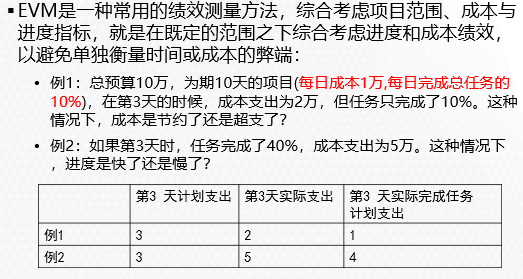 ▪EVM是一种常用的绩效测量方法，综合考虑项目范围、成本与
进度指标，就是在既定的范围之下综合考虑进度和成本绩效，
以避免单独衡量时间或成本的弊端：
• 例1：总预算10万，为期10天的项目(每日成本1万,每日完成总任务的
10%)，在第3天的时候，成本支出为2万，但任务只完成了10%。这种
情况下，成本是节约了还是超支了？
• 例2：如果第3天时，任务完成了40%，成本支出为5万。这种情况下
，进度是快了还是慢了？
第3 天计划支出 第3天实际支出 第3 天实际完成任务
计划支出
例1 3 2 1
例2 3 5 4